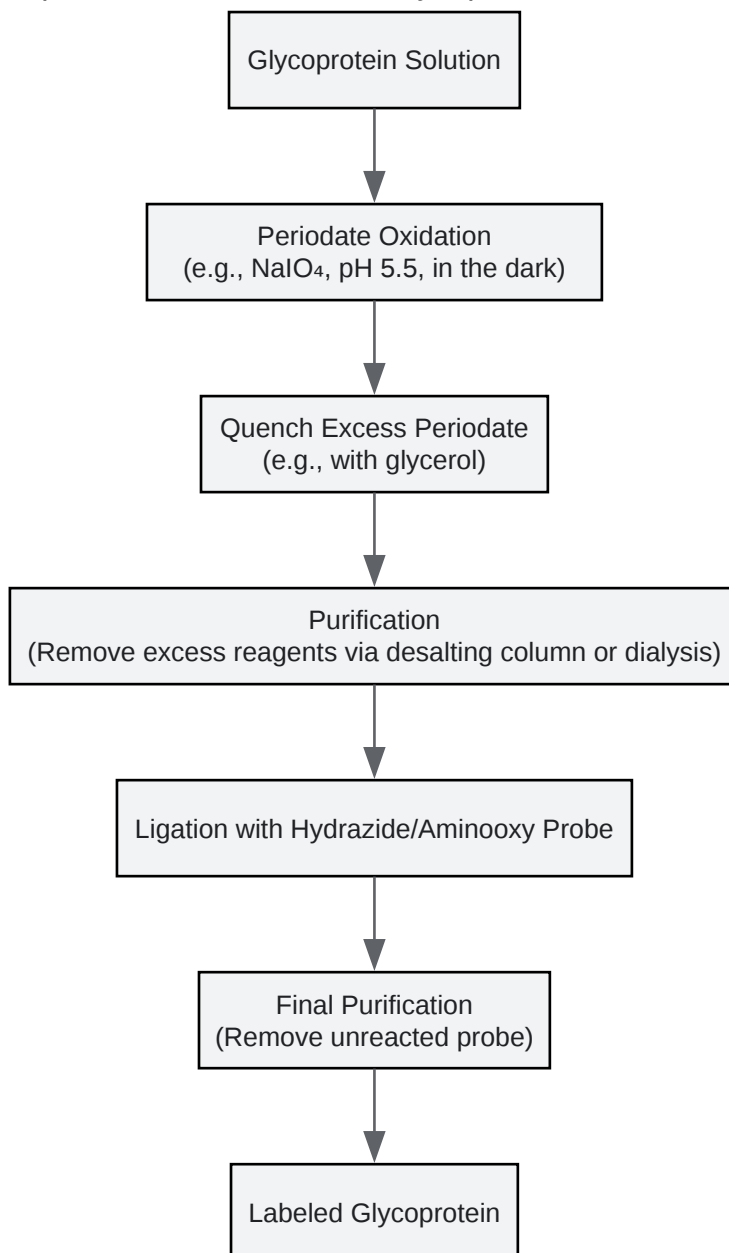 Glycoprotein Solution
Periodate Oxidation
(e.g., NaIO₄, pH 5.5, in the dark)
Quench Excess Periodate
(e.g., with glycerol)
Purification
(Remove excess reagents via desalting column or dialysis)
Ligation with Hydrazide/Aminooxy Probe
Final Purification
(Remove unreacted probe)
Labeled Glycoprotein